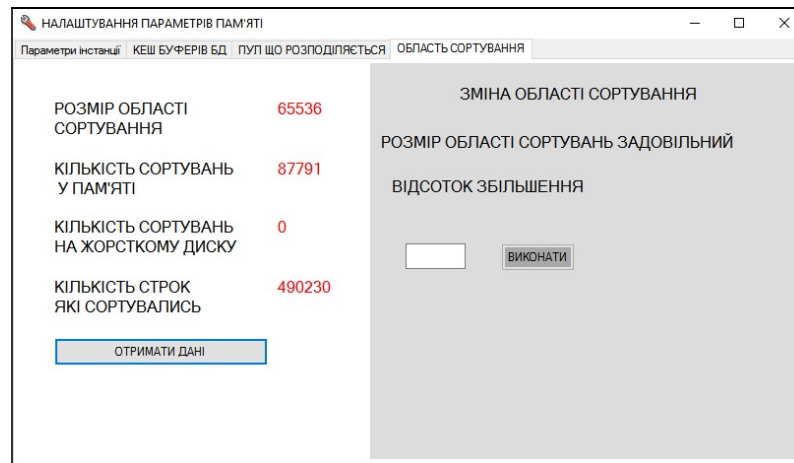 НАЛАШТУВАННЯ ПАРАМЕТРІВ ПАМ'ЯТІ
Параметри інстанції КЕШ БУФЕРІВ БД ПУЛ ЩО РОЗПОДІЛЯЄТЬСЯ ОБЛАСТЬ СОРТУВАННЯ
РОЗМІР ОБЛАСТІ 65536
СОРТУВАННЯ
КІЛЬКІСТЬ СОРТУВАНЬ 87791
У ПАМ'ЯТІ
КІЛЬКІСТЬ СОРТУВАНЬ 0
НА ЖОРСТКОМУ ДИСКУ
КІЛЬКІСТЬ СТРОК 490230
ЯКІ СОРТУВАЛИСЬ
ОТРИМАТИ ДАНІ
ЗМІНА ОБЛАСТІ СОРТУВАННЯ
РОЗМІР ОБЛАСТІ СОРТУВАНЬ ЗАДОВІЛЬНИЙ
ВІДСОТОК ЗБІЛЬШЕННЯ
ВИКОНАТИ